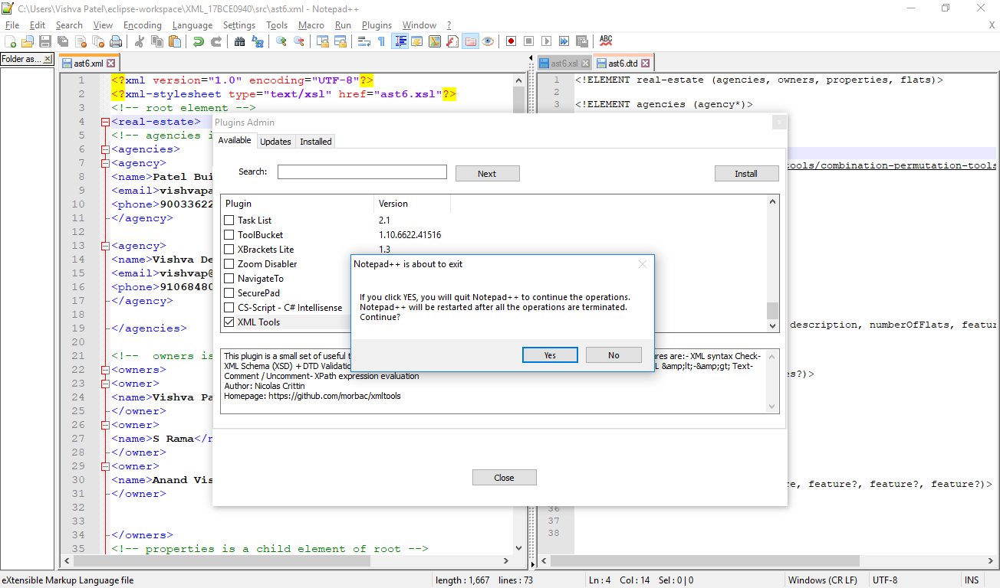 C:\Users\Vishva Patel\eclipse-workspace\XML_17BCE0940\src\ast6.xml - Notepad++
File Edit Search View Encoding Language Settings Tools Macro Run Plugins Window ? X
ABC
Folder as...
ast6.xml
ast6.xsl ast6.dtd
1 <?xml version="1.0" encoding="UTF-8"?>
2 <?xml-stylesheet type="text/xsl" href="ast6.xsl"?>
3 <!-- root element -->
4 <real-estate>
5 <!-- agencies i
6 <agencies>
7 <agency>
8 <name>Patel Bui
9 <email>vishvapa
10 <phone>90033622
11 </agency>
12
13 <agency>
14 <name>Vishva De
15 <email>vishvap@
16 <phone>91068480
17 </agency>
18
19 </agencies>
20
21 <!-- owners is
22 <owners>
23 <owner>
24 <name>Vishva Pa
25 </owner>
26 <owner>
27 <name>S Rama</n
28 </owner>
29 <owner>
30 <name>Anand Vis
31 </owner>
32
33
34 </owners>
35 <!-- properties is a child element of root -->
1 <!ELEMENT real-estate (agencies, owners, properties, flats)>
2
3 <!ELEMENT agencies (agency*)>
tools/combination-permutation-tools
description, numberOfFlats, featur
s?)>
e, feature?, feature?, feature?)>
36
37
38
Plugins Admin
Available Updates Installed
Search: Next Install
Plugin Version
Task List 2.1
ToolBucket 1.10.6622.41516
XBrackets Lite 1.3
Zoom Disabler
NavigateTo
SecurePad
CS-Script - C# Intellisense
XML Tools
This plugin is a small set of useful t
res are:- XML syntax Check-
XML Schema (XSD) + DTD Validatio
L &amp;lt;-&amp;gt; Text-
Comment / Uncomment- XPath expression evaluation
Author: Nicolas Crittin
Homepage: https://github.com/morbac/xmltools
Close
Notepad++ is about to exit
If you click YES, you will quit Notepad++ to continue the operations.
Notepad++ will be restarted after all the operations are terminated.
Continue?
Yes No
eXtensible Markup Language file length : 1,667 lines : 73 Ln : 4 Col : 14 Sel : 0 | 0 Windows (CR LF) UTF-8 INS